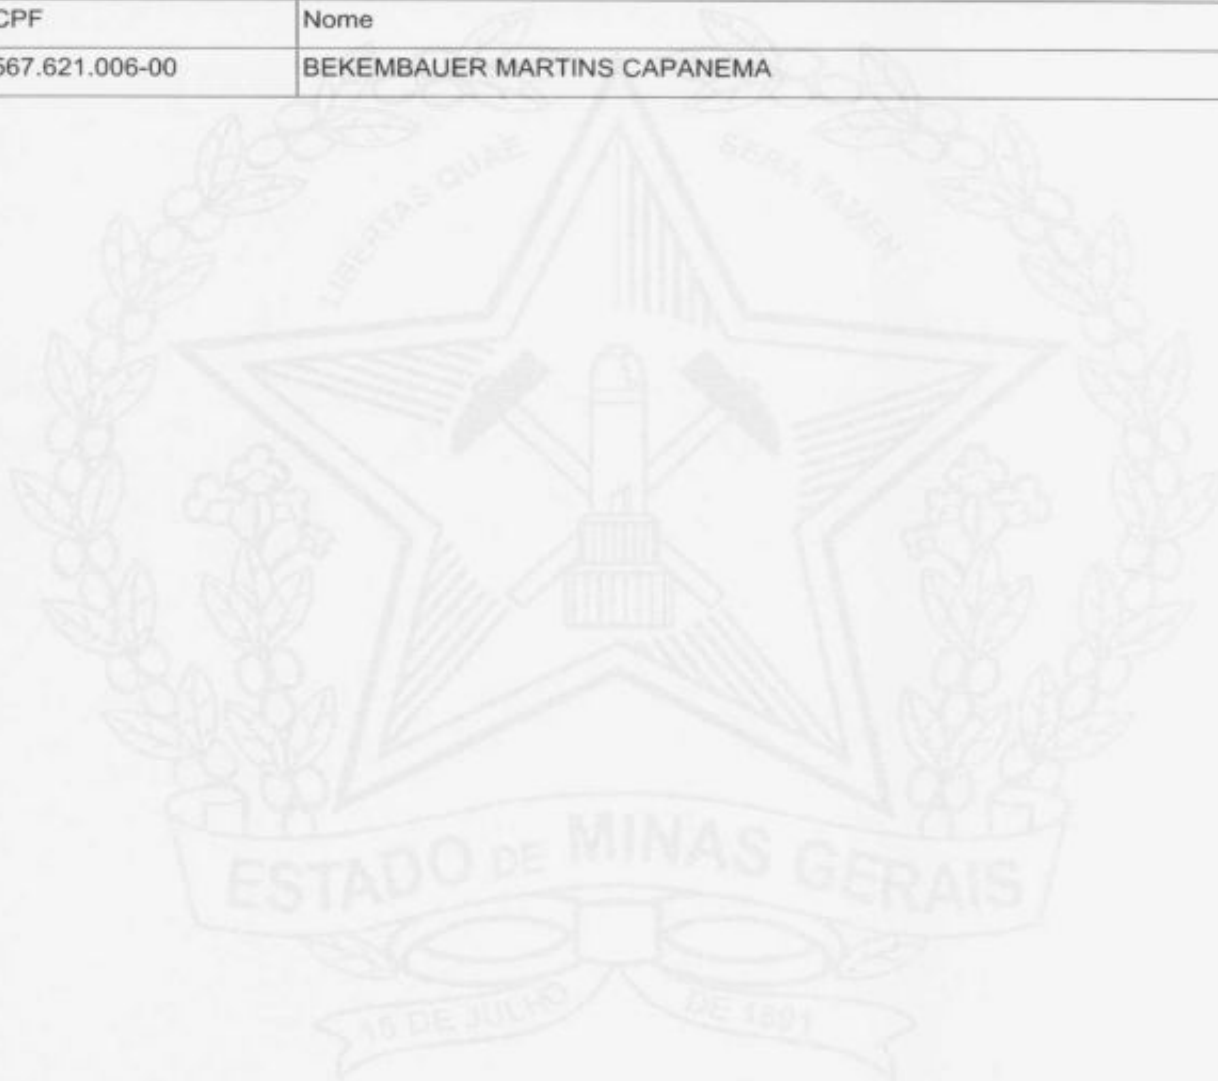 CPF Nome
567.621.006-00 BEKEMBAUER MARTINS CAPANEMA
LIBERTAS QUAE SERA TAMEN
ESTADO DE MINAS GERAIS
15 DE JULHO DE 1891